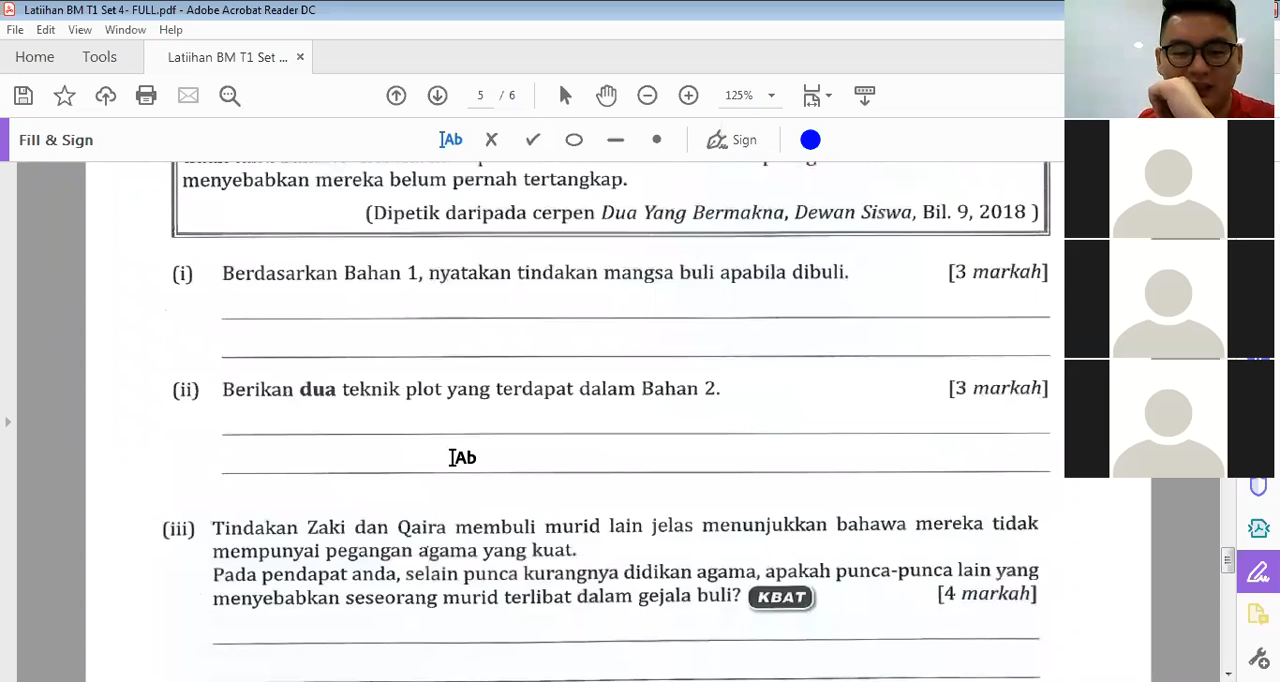 Latiihan BM T1 Set 4- FULL.pdf - Adobe Acrobat Reader DC
File Edit View Window Help
Home Tools Latiihan BM T1 Set ... ×
5 / 6 125%
Fill & Sign IAb Sign
menyebabkan mereka belum pernah tertangkap.
(Dipetik daripada cerpen Dua Yang Bermakna, Dewan Siswa, Bil. 9, 2018 )
(i) Berdasarkan Bahan 1, nyatakan tindakan mangsa buli apabila dibuli. [3 markah]
(ii) Berikan dua teknik plot yang terdapat dalam Bahan 2. [3 markah]
IAb
(iii) Tindakan Zaki dan Qaira membuli murid lain jelas menunjukkan bahawa mereka tidak
mempunyai pegangan agama yang kuat.
Pada pendapat anda, selain punca kurangnya didikan agama, apakah punca-punca lain yang
menyebabkan seseorang murid terlibat dalam gejala buli? KBAT [4 markah]